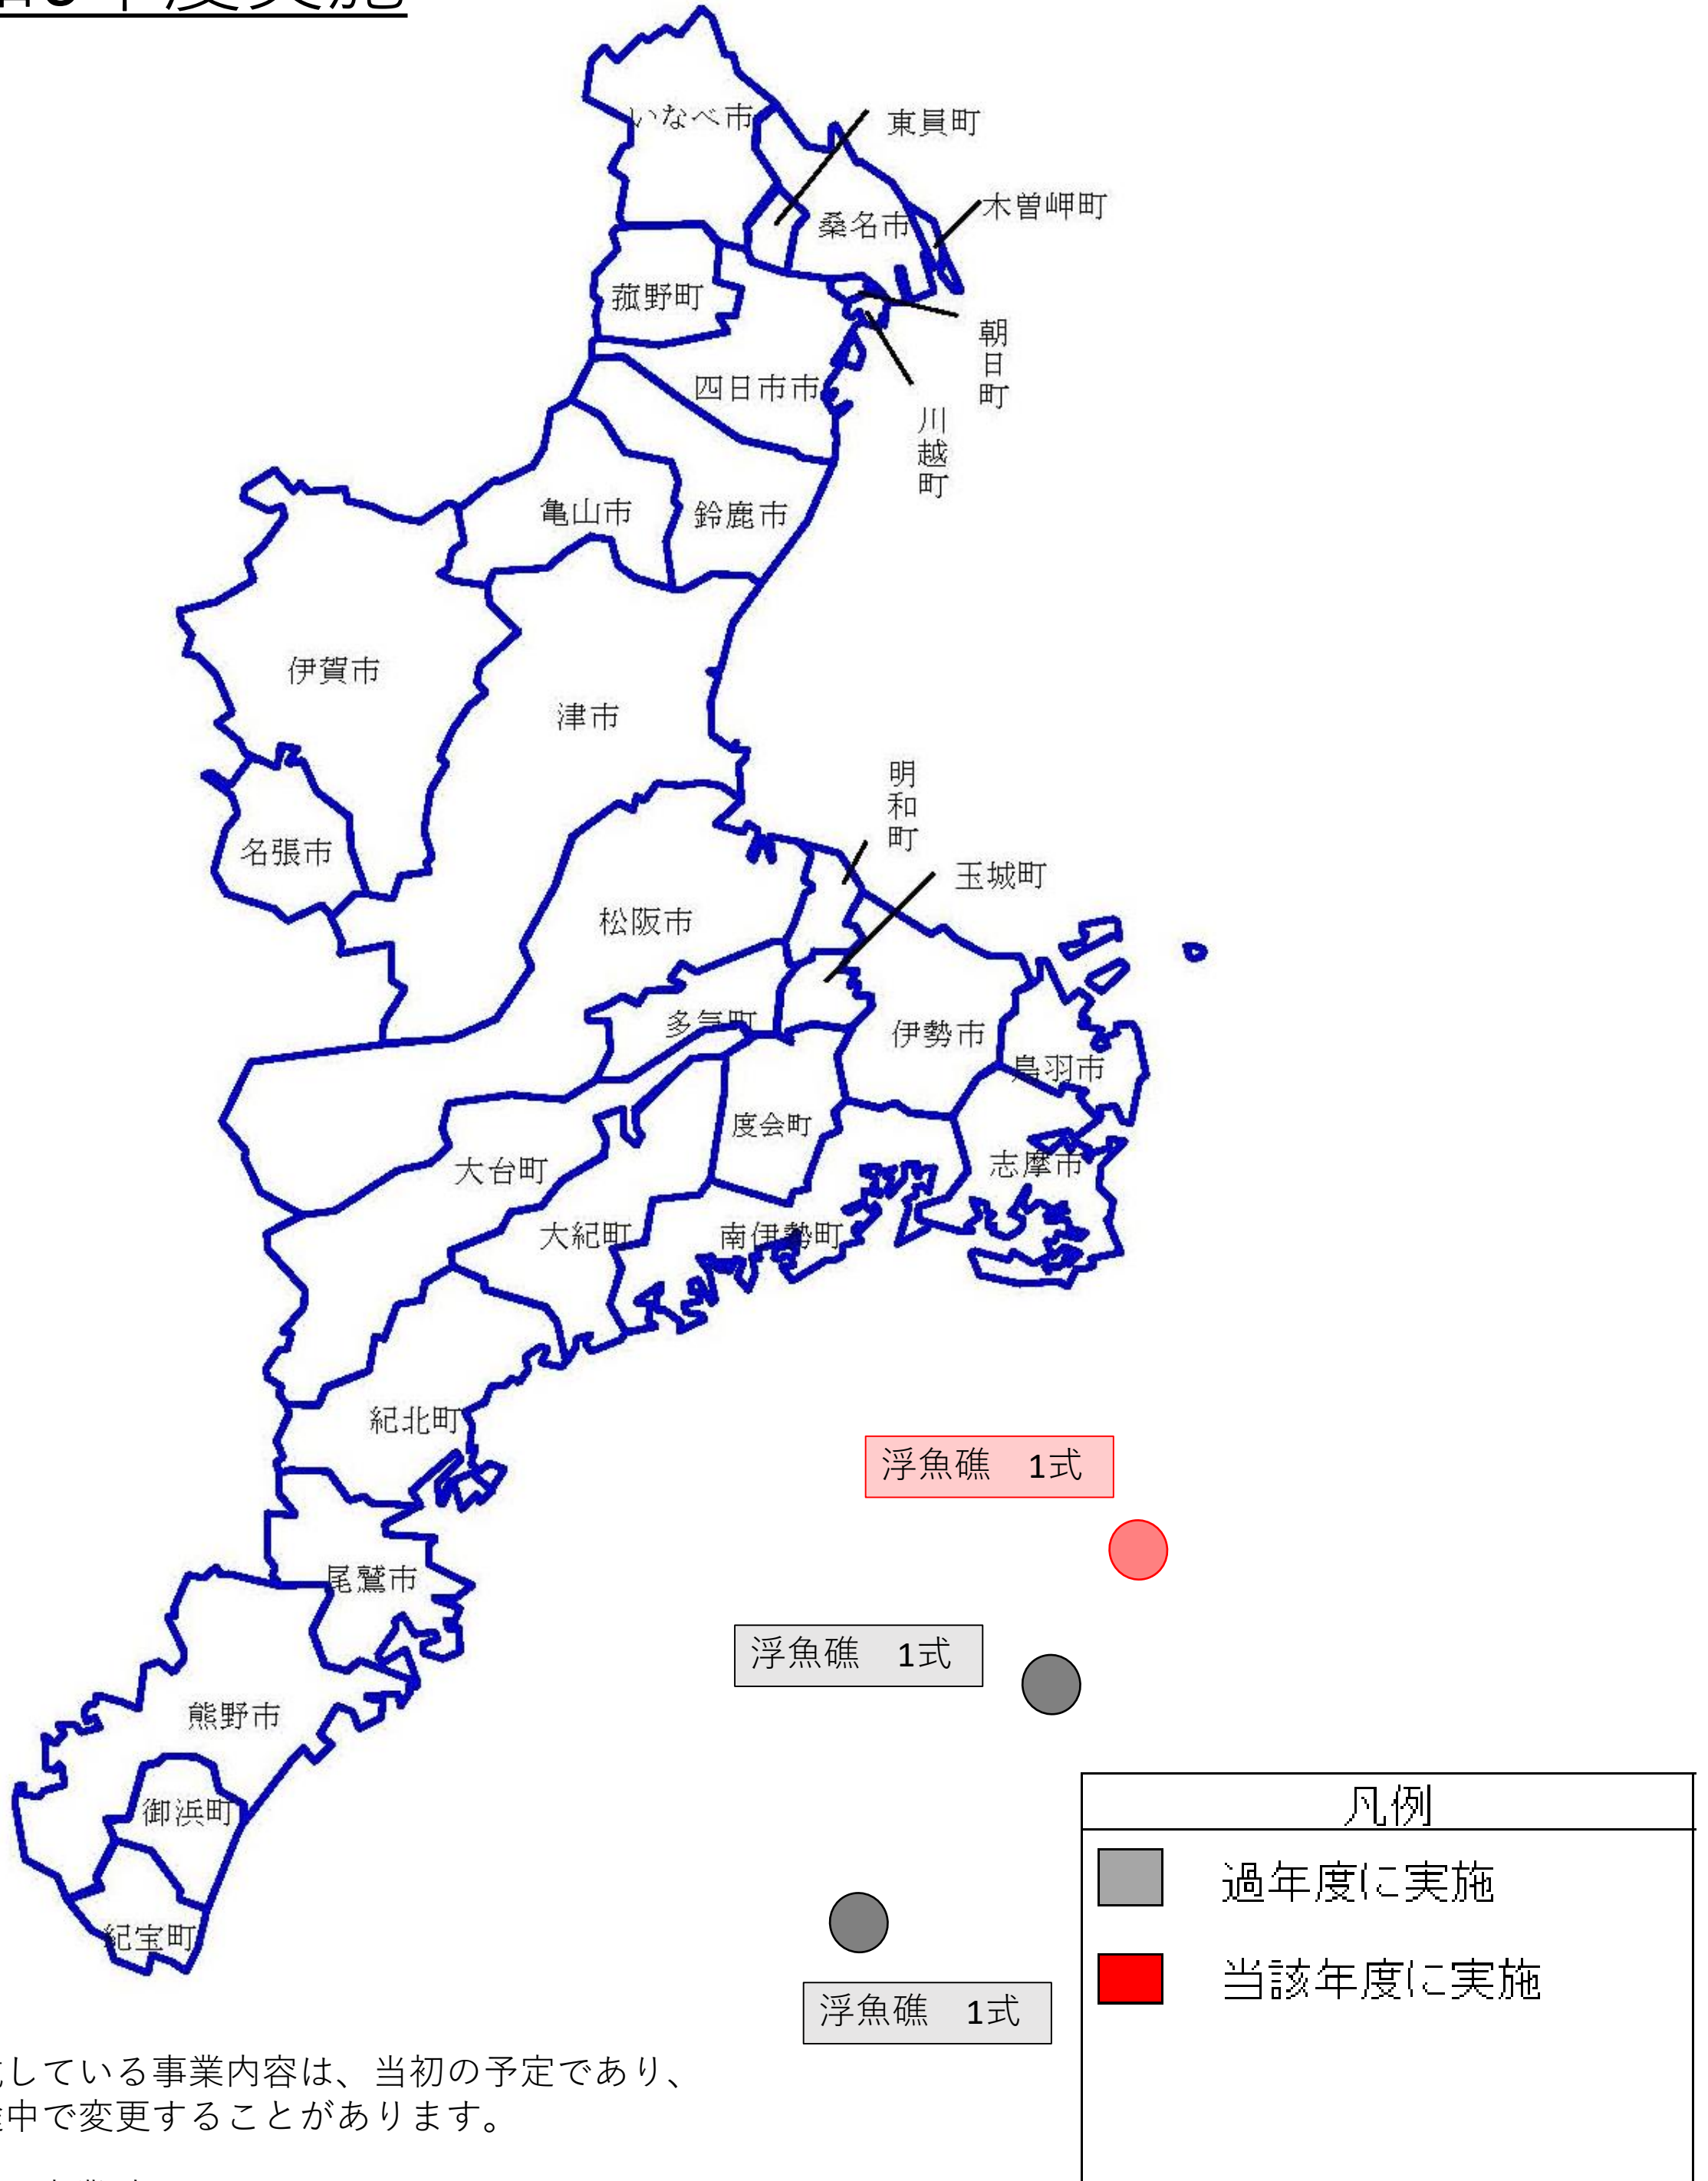 度実施
いなべ市
東員町
木曽岬町
桑名市
菰野町
朝日町
四日市市
川越町
亀山市
鈴鹿市
伊賀市
津市
明和町
玉城町
名張市
松阪市
多気町
伊勢市
鳥羽市
度会町
志摩市
大台町
大紀町
南伊勢町
紀北町
浮魚礁 1式
尾鷲市
浮魚礁 1式
熊野市
御浜町
凡例
過年度に実施
紀宝町
当該年度に実施
浮魚礁 1式
している事業内容は、当初の予定であり、
中で変更することがあります。